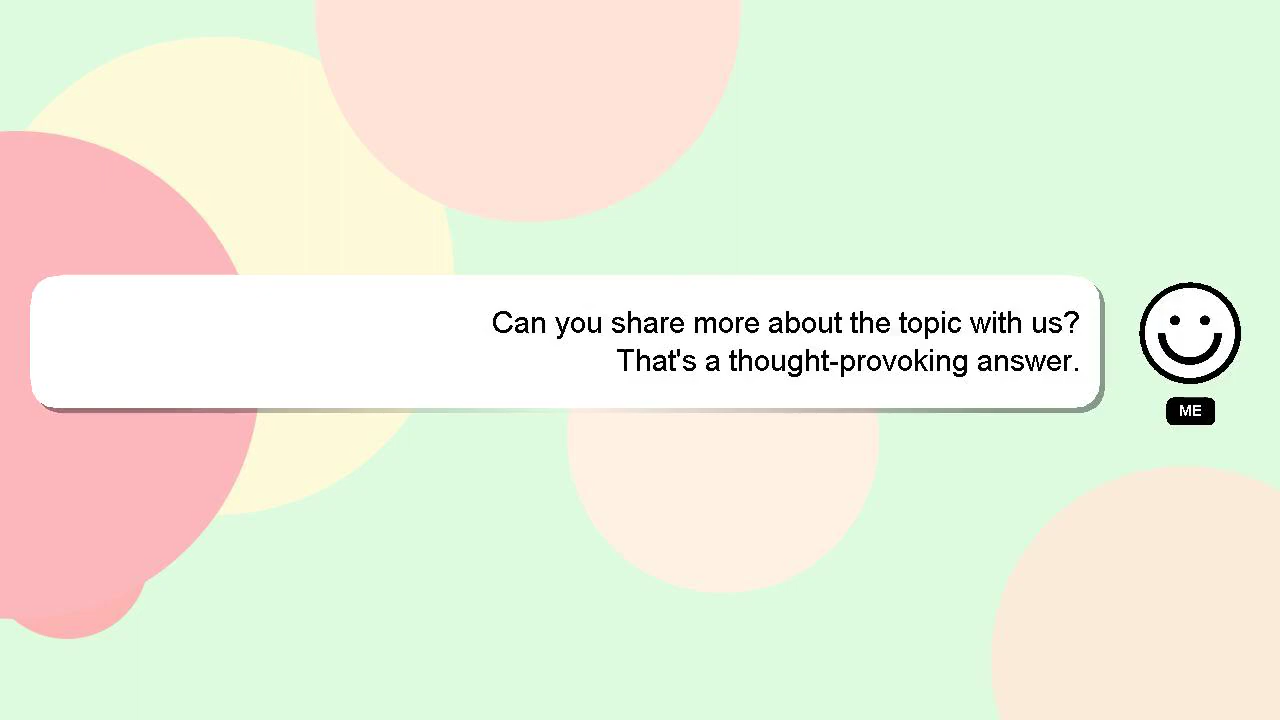 Can you share more about the topic with us?
That's a thought-provoking answer.
ME